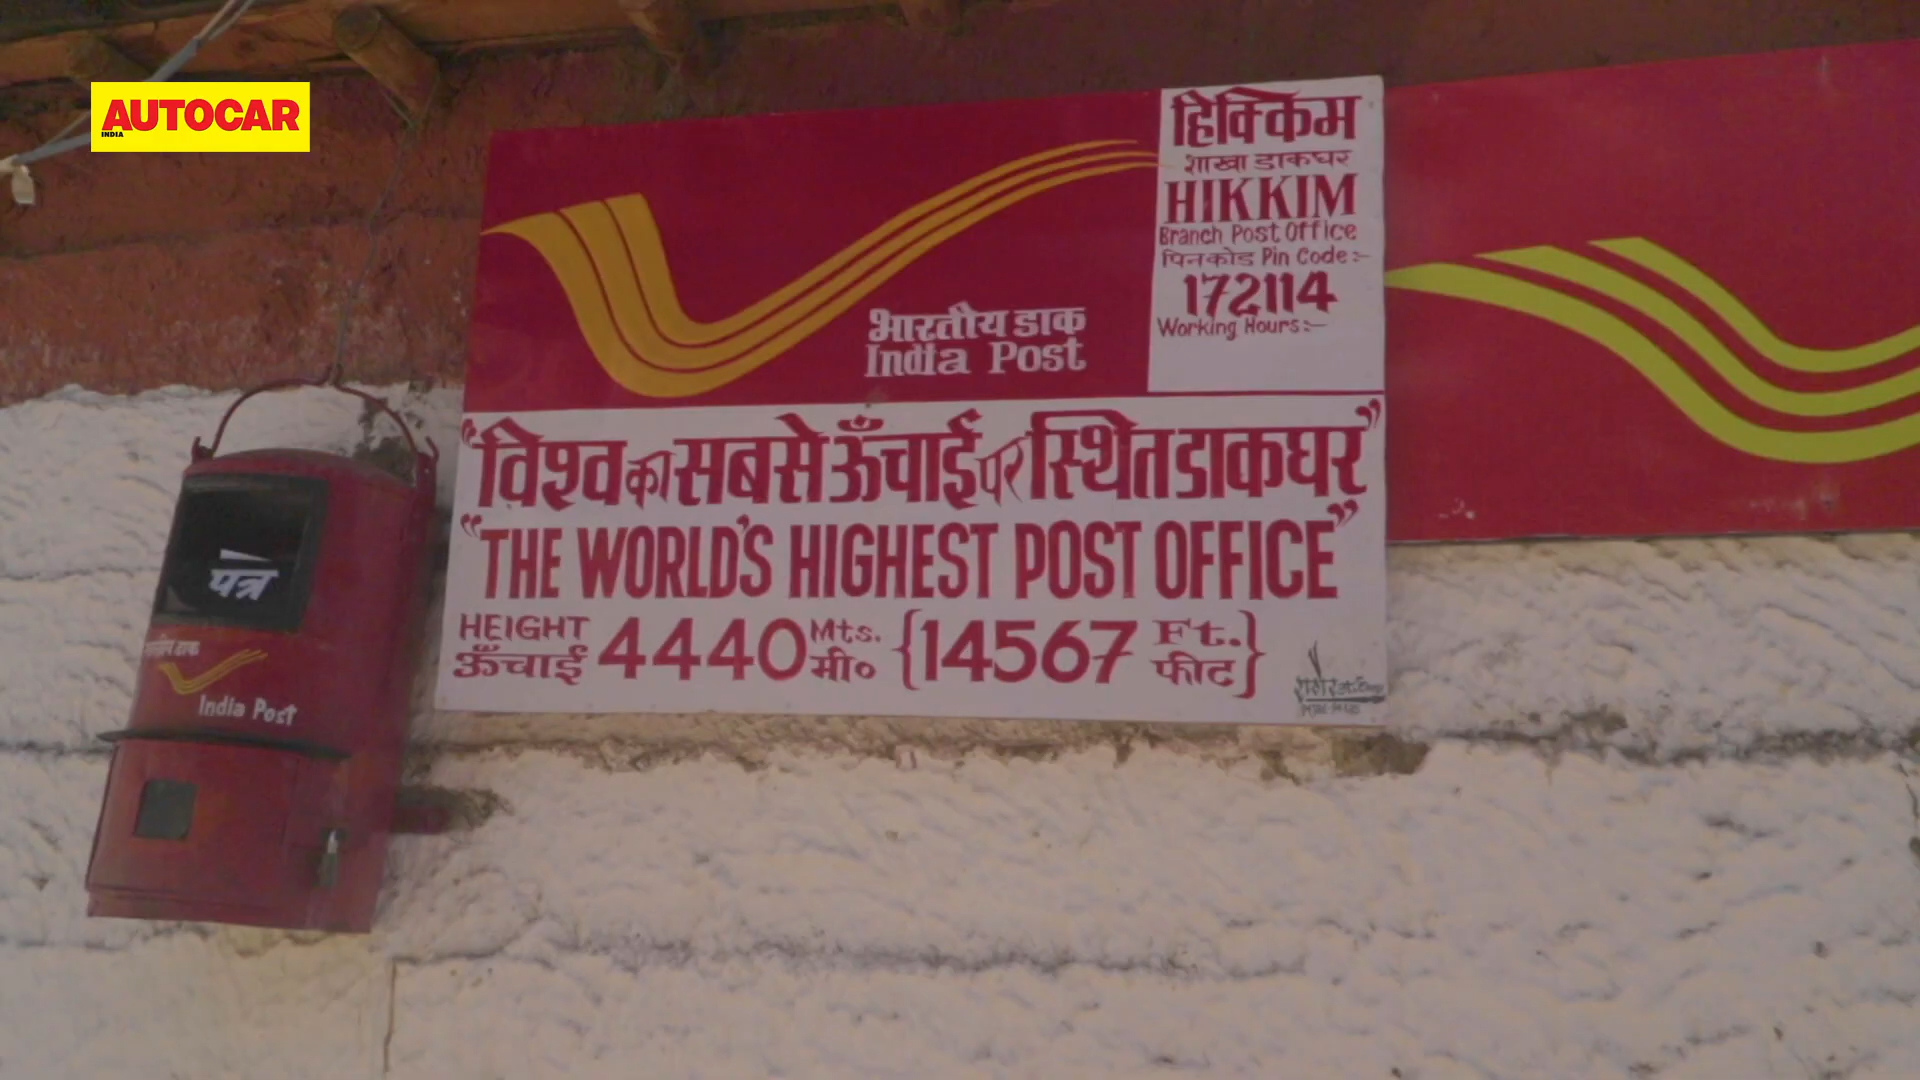 AUTOCAR
INDIA
हिक्किम
शाखा डाकघर
HIKKIM
Branch Post Office
पिनकोड Pin Code:-
172114
Working Hours:-
भारतीय डाक
India Post
"विश्व का सबसे ऊँचाई पर स्थित डाकघर"
"THE WORLD'S HIGHEST POST OFFICE"
HEIGHT 4440 Mts. {14567 Ft.}
ऊँचाई मी० फीट
पत्र
डाक
India Post